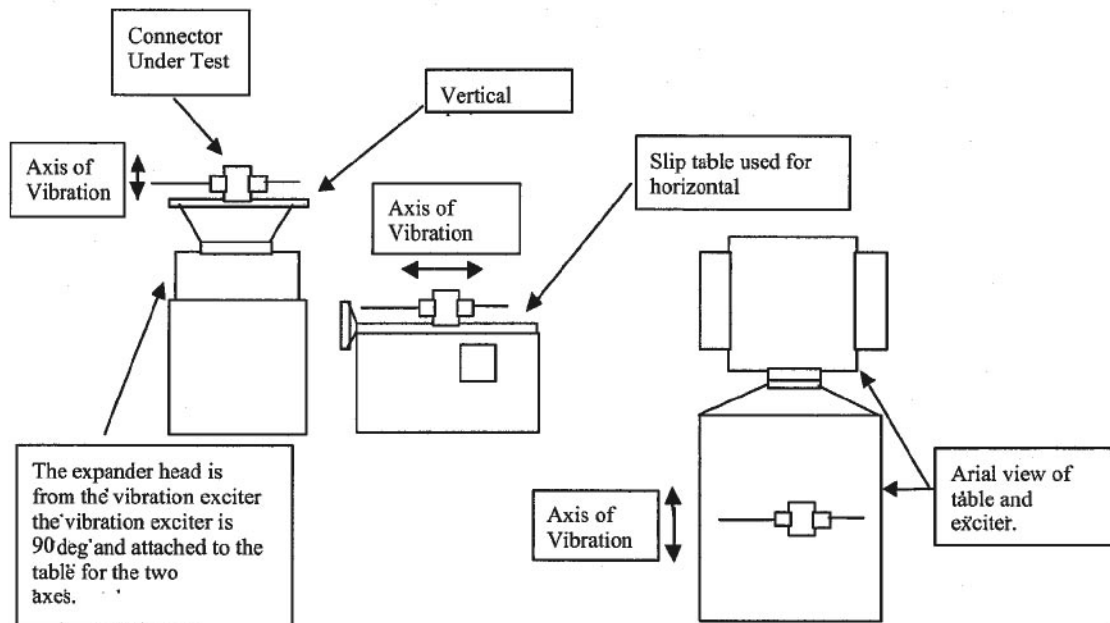 Connector
Under Test
Vertical
Axis of
Vibration
Slip table used for
horizontal
Axis of
Vibration
The expander head is
from the vibration exciter
the vibration exciter is
90deg and attached to the
table for the two
axes.
Axis of
Vibration
Arial view of
table and
exciter.